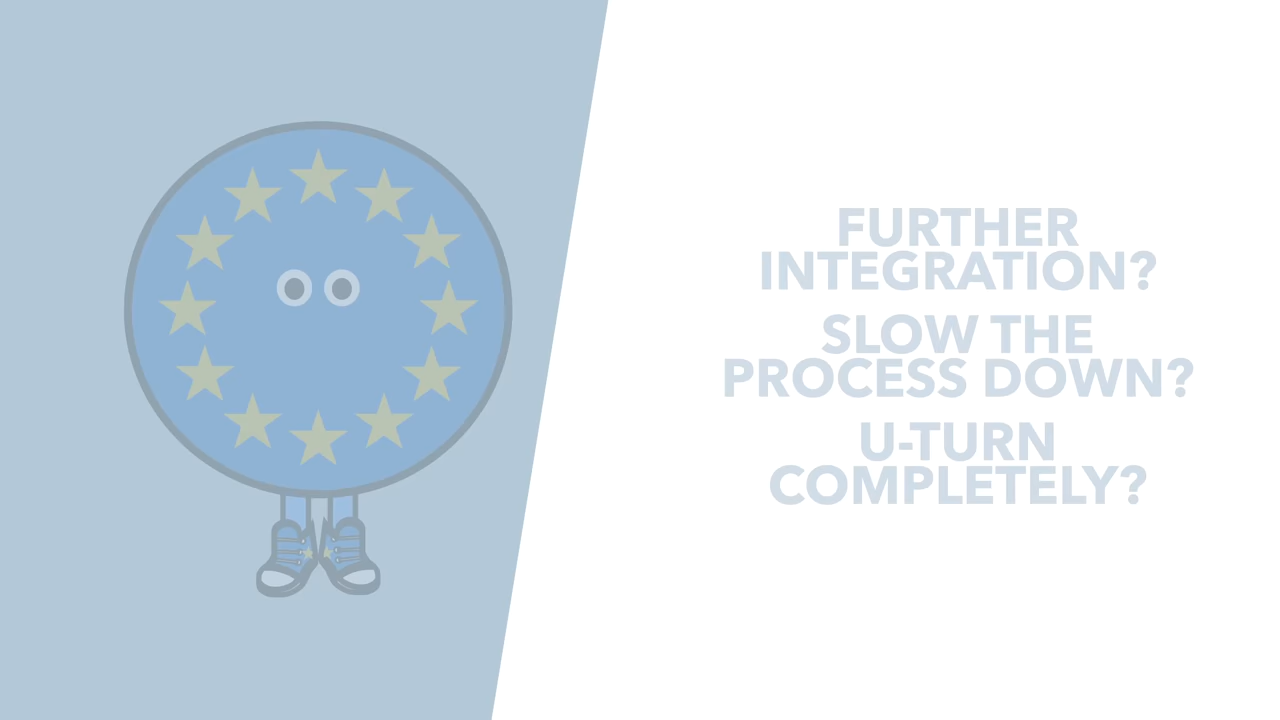 FURTHER
INTEGRATION?
SLOW THE
PROCESS DOWN?
U-TURN
COMPLETELY?